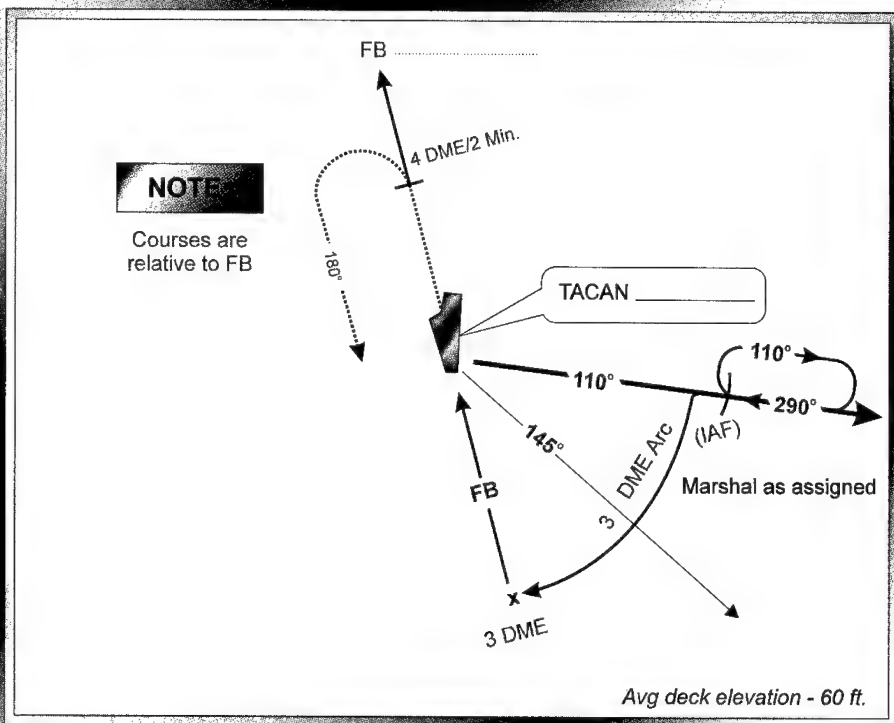 FB
4 DME/2 Min.
NOTE
Courses are
relative to FB
180°
TACAN
110°
110°
290°
(IAF)
145°
3 DME Arc
Marshal as assigned
FB
3 DME
Avg deck elevation - 60 ft.